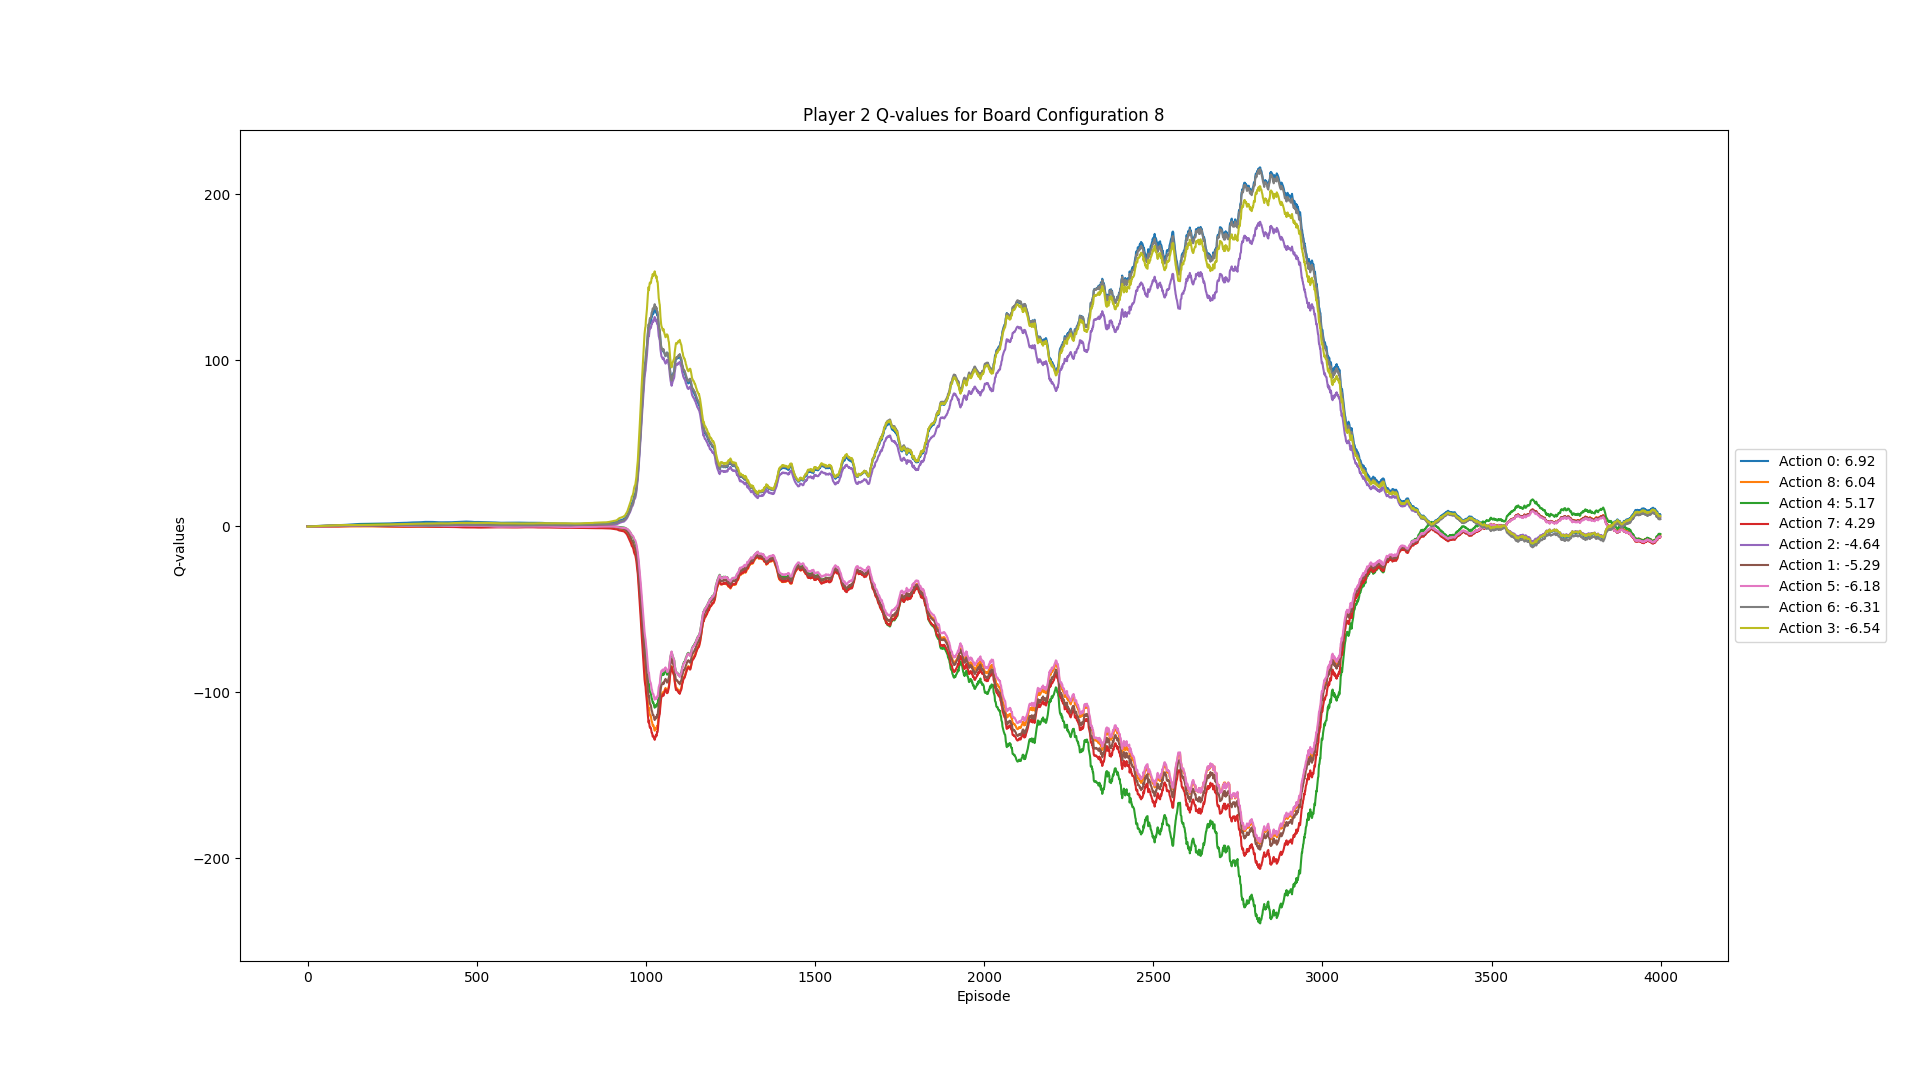 Player 2 Q-values for Board Configuration 8
200
100
0
−100
−200
Q-values
0
500
1000
1500
2000
2500
3000
3500
4000
Episode
Action 0: 6.92
Action 8: 6.04
Action 4: 5.17
Action 7: 4.29
Action 2: -4.64
Action 1: -5.29
Action 5: -6.18
Action 6: -6.31
Action 3: -6.54